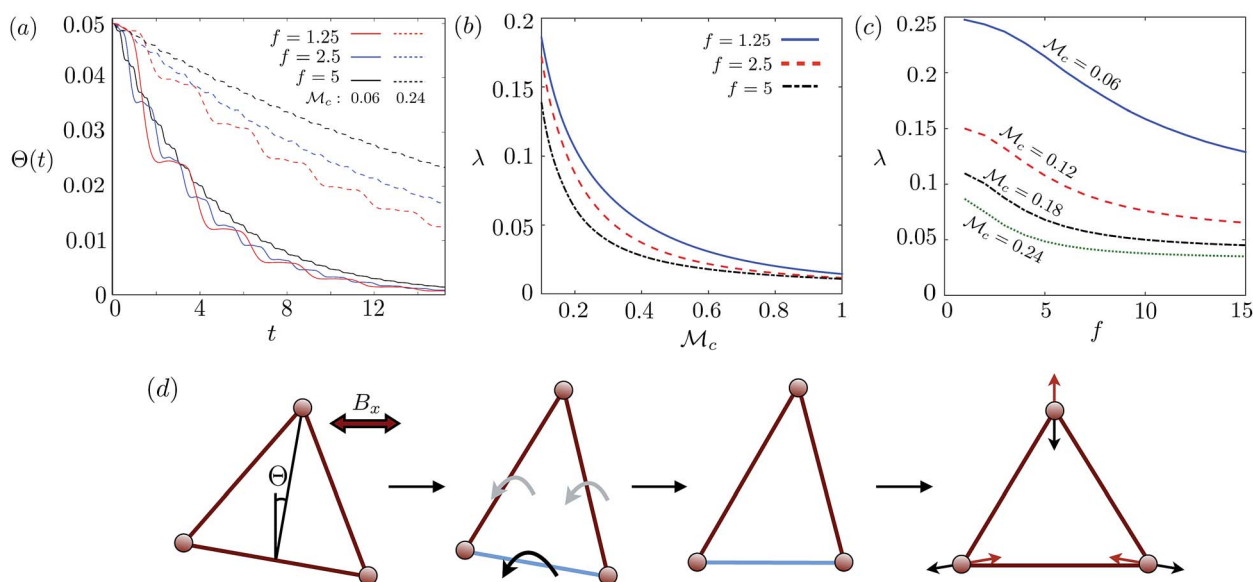 (a)
0.05
0.04
0.03
0.02
0.01
0
Θ(t)
f = 1.25
f = 2.5
f = 5
ℳc : 0.06 0.24
0 4 8 12
t
(b)
0.2
0.15
0.1
0.05
0
λ
f = 1.25
f = 2.5
f = 5
0.2 0.4 0.6 0.8 1
ℳc
(c)
0.25
0.2
0.15
0.1
0.05
0
λ
ℳc = 0.06
ℳc = 0.12
ℳc = 0.18
ℳc = 0.24
0 5 10 15
f
(d)
Bx
Θ